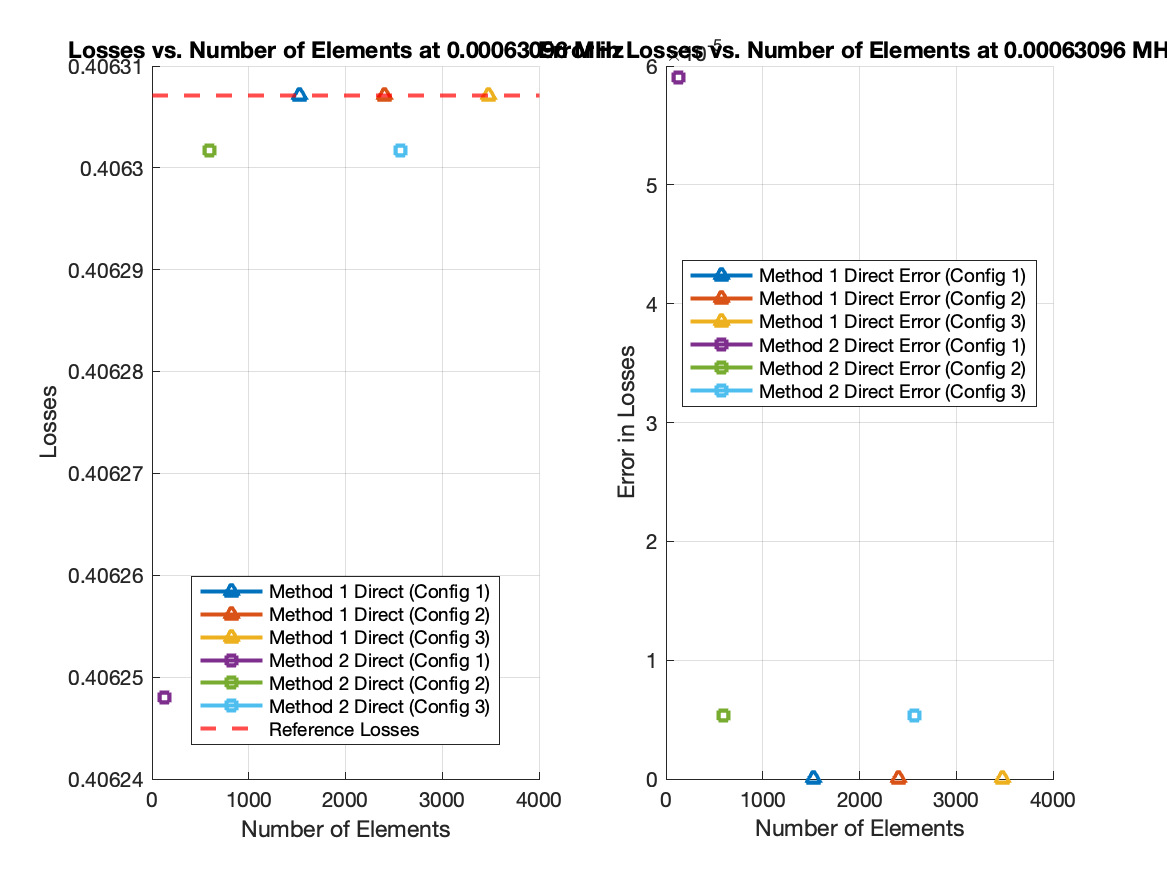 Losses vs. Number of Elements at 0.00063096 MHz
Error in Losses vs. Number of Elements at 0.00063096 MH
×10
5
0.40631
0.4063
0.40629
0.40628
0.40627
0.40626
0.40625
0.40624
Losses
Method 1 Direct (Config 1)
Method 1 Direct (Config 2)
Method 1 Direct (Config 3)
Method 2 Direct (Config 1)
Method 2 Direct (Config 2)
Method 2 Direct (Config 3)
Reference Losses
0 1000 2000 3000 4000
Number of Elements
6
5
4
3
2
1
0
Error in Losses
Method 1 Direct Error (Config 1)
Method 1 Direct Error (Config 2)
Method 1 Direct Error (Config 3)
Method 2 Direct Error (Config 1)
Method 2 Direct Error (Config 2)
Method 2 Direct Error (Config 3)
0 1000 2000 3000 4000
Number of Elements